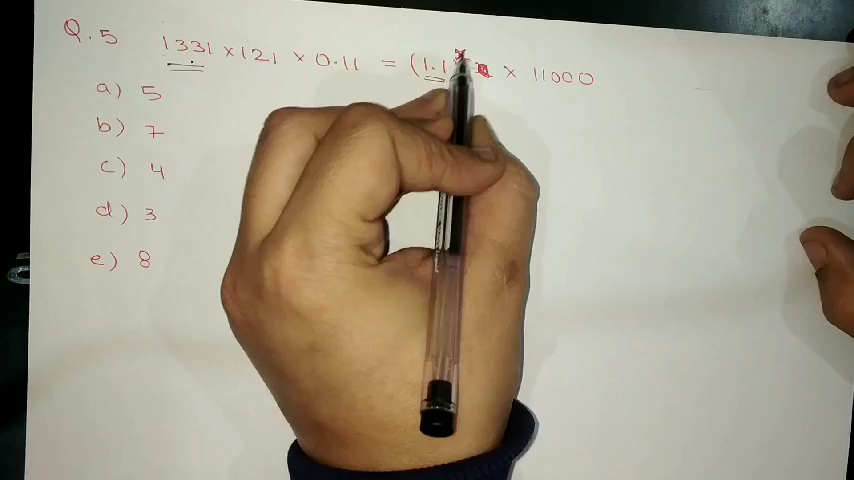 Q.5 1331 × 121 × 0.11 = (1.1 × 11000
a) 5
b) 7
c) 4
d) 3
e) 8